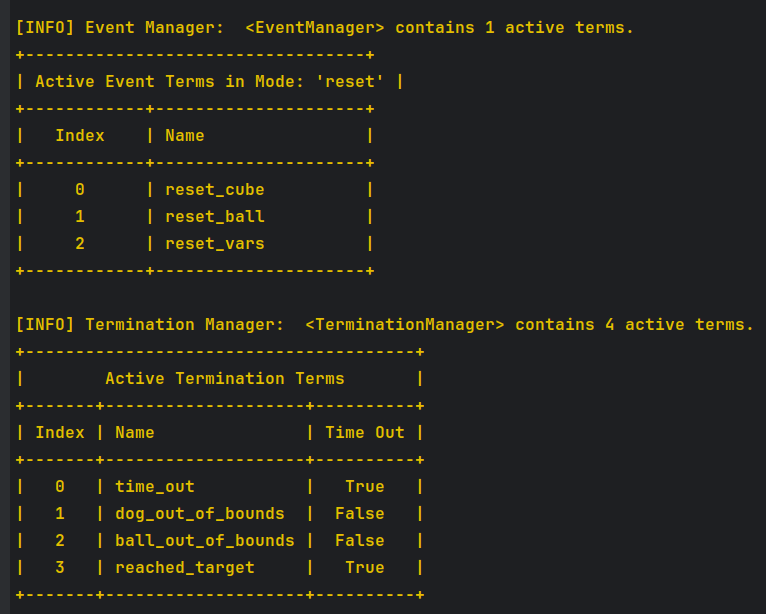 [INFO] Event Manager:  <EventManager> contains 1 active terms.
+----------------------------------+
| Active Event Terms in Mode: 'reset' |
+------------+---------------------+
|   Index    | Name                |
+------------+---------------------+
|     0      | reset_cube          |
|     1      | reset_ball          |
|     2      | reset_vars          |
+------------+---------------------+
[INFO] Termination Manager:  <TerminationManager> contains 4 active terms.
+---------------------------------------+
|        Active Termination Terms       |
+-------+--------------------+----------+
| Index | Name               | Time Out |
+-------+--------------------+----------+
|   0   | time_out           |   True   |
|   1   | dog_out_of_bounds  |  False   |
|   2   | ball_out_of_bounds |  False   |
|   3   | reached_target     |   True   |
+-------+--------------------+----------+